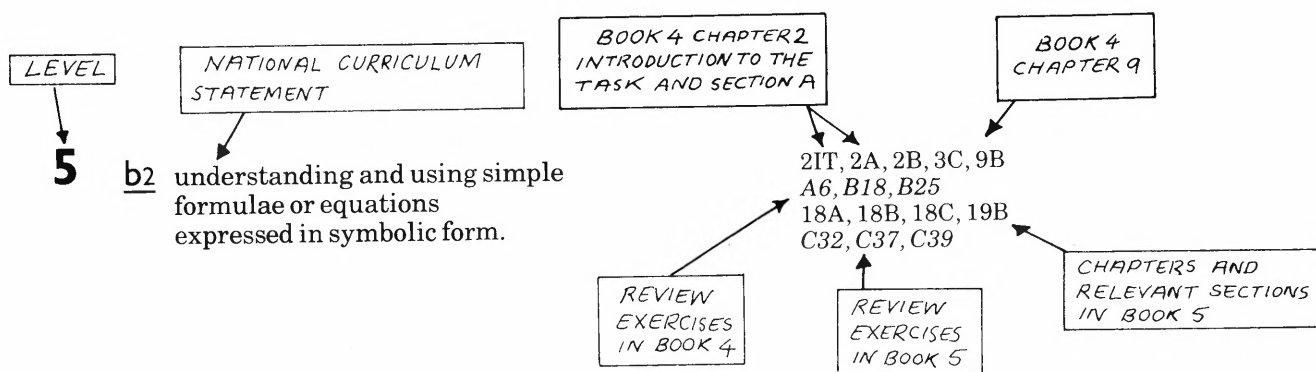 LEVEL
NATIONAL CURRICULUM
STATEMENT
BOOK 4 CHAPTER 2
INTRODUCTION TO THE
TASK AND SECTION A
BOOK 4
CHAPTER 9
5 b2 understanding and using simple
formulae or equations
expressed in symbolic form.
2IT, 2A, 2B, 3C, 9B
A6, B18, B25
18A, 18B, 18C, 19B
C32, C37, C39
REVIEW
EXERCISES
IN BOOK 4
REVIEW
EXERCISES
IN BOOK 5
CHAPTERS AND
RELEVANT SECTIONS
IN BOOK 5